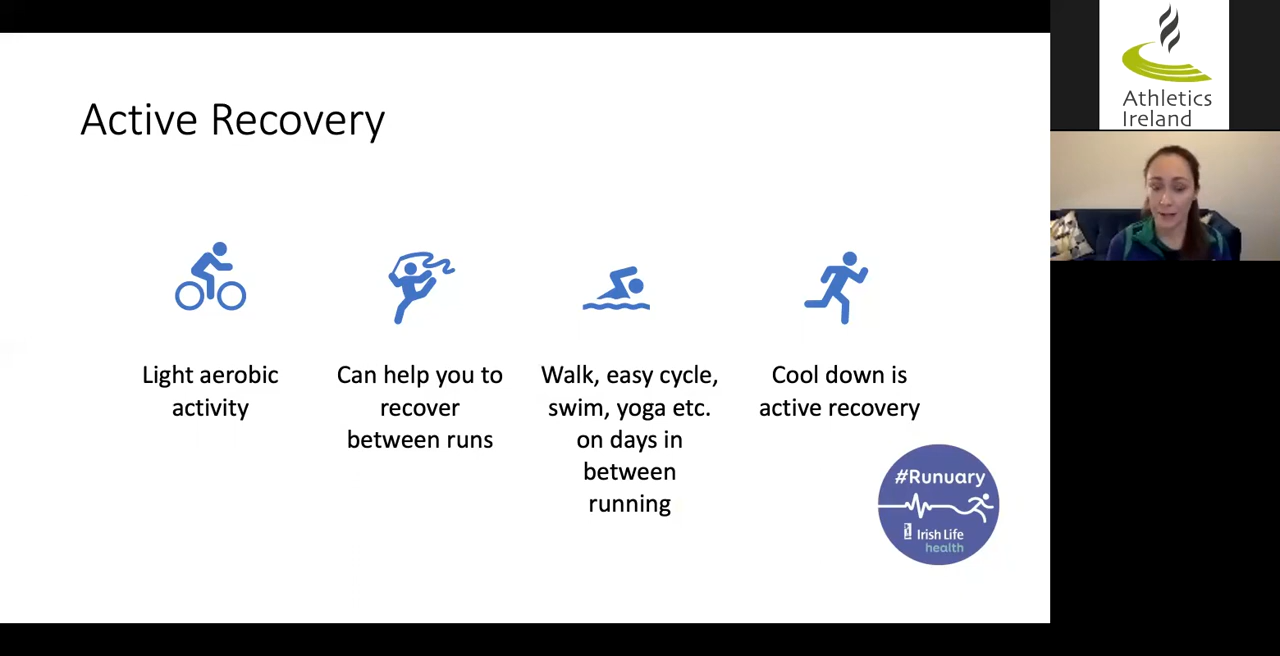 Active Recovery
Light aerobic
activity
Can help you to
recover
between runs
Walk, easy cycle,
swim, yoga etc.
on days in
between
running
Cool down is
active recovery
#Runuary
Irish Life
health
Athletics
Ireland